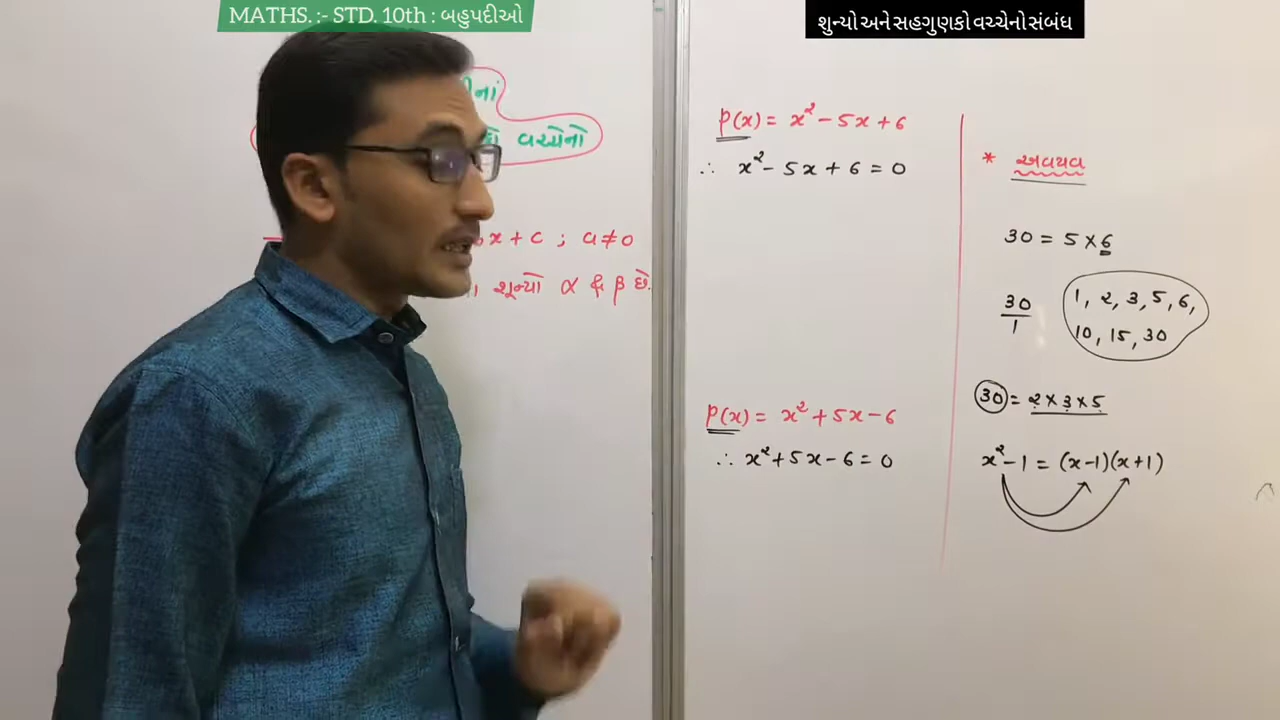 MATHS. :- STD. 10th : બહુપદીઓ
શુન્યો અને સહગુણકો વચ્ચેનો સંબંધ
વચ્ચેનો
x + c ; a ≠ 0
શૂન્યો α & β છે.
p(x) = x² - 5x + 6
∴ x² - 5x + 6 = 0
p(x) = x² + 5x - 6
∴ x² + 5x - 6 = 0
* અવયવ
30 = 5 × 6
30/1
1, 2, 3, 5, 6,
10, 15, 30
30 = 2 × 3 × 5
x² - 1 = (x - 1)(x + 1)